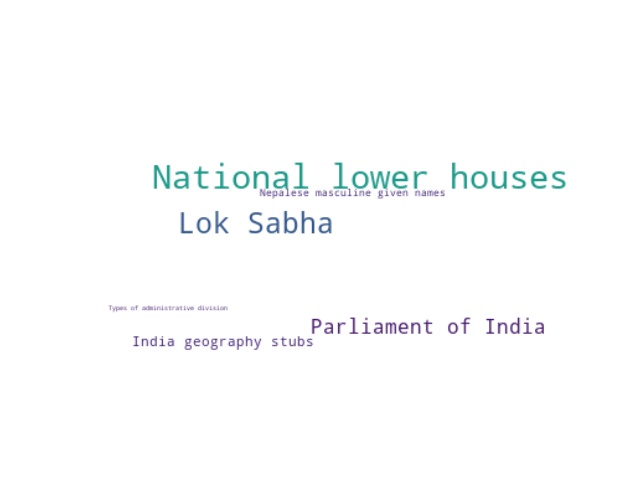 National lower houses
Nepalese masculine given names
Lok Sabha
Types of administrative division
Parliament of India
India geography stubs